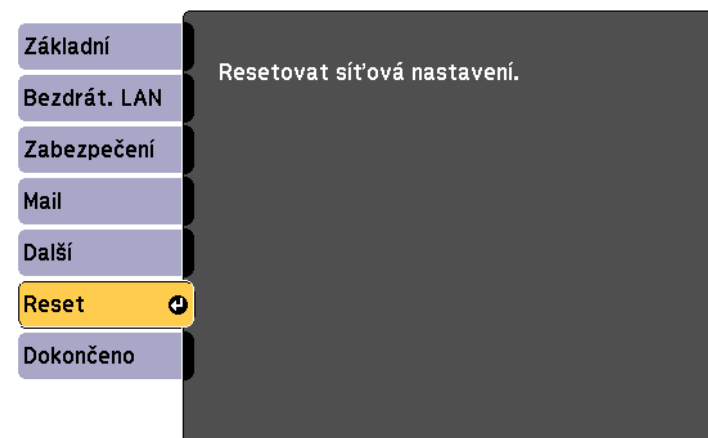 Základní
Bezdrát. LAN
Zabezpečení
Mail
Další
Reset
Dokončeno
Resetovat síťová nastavení.